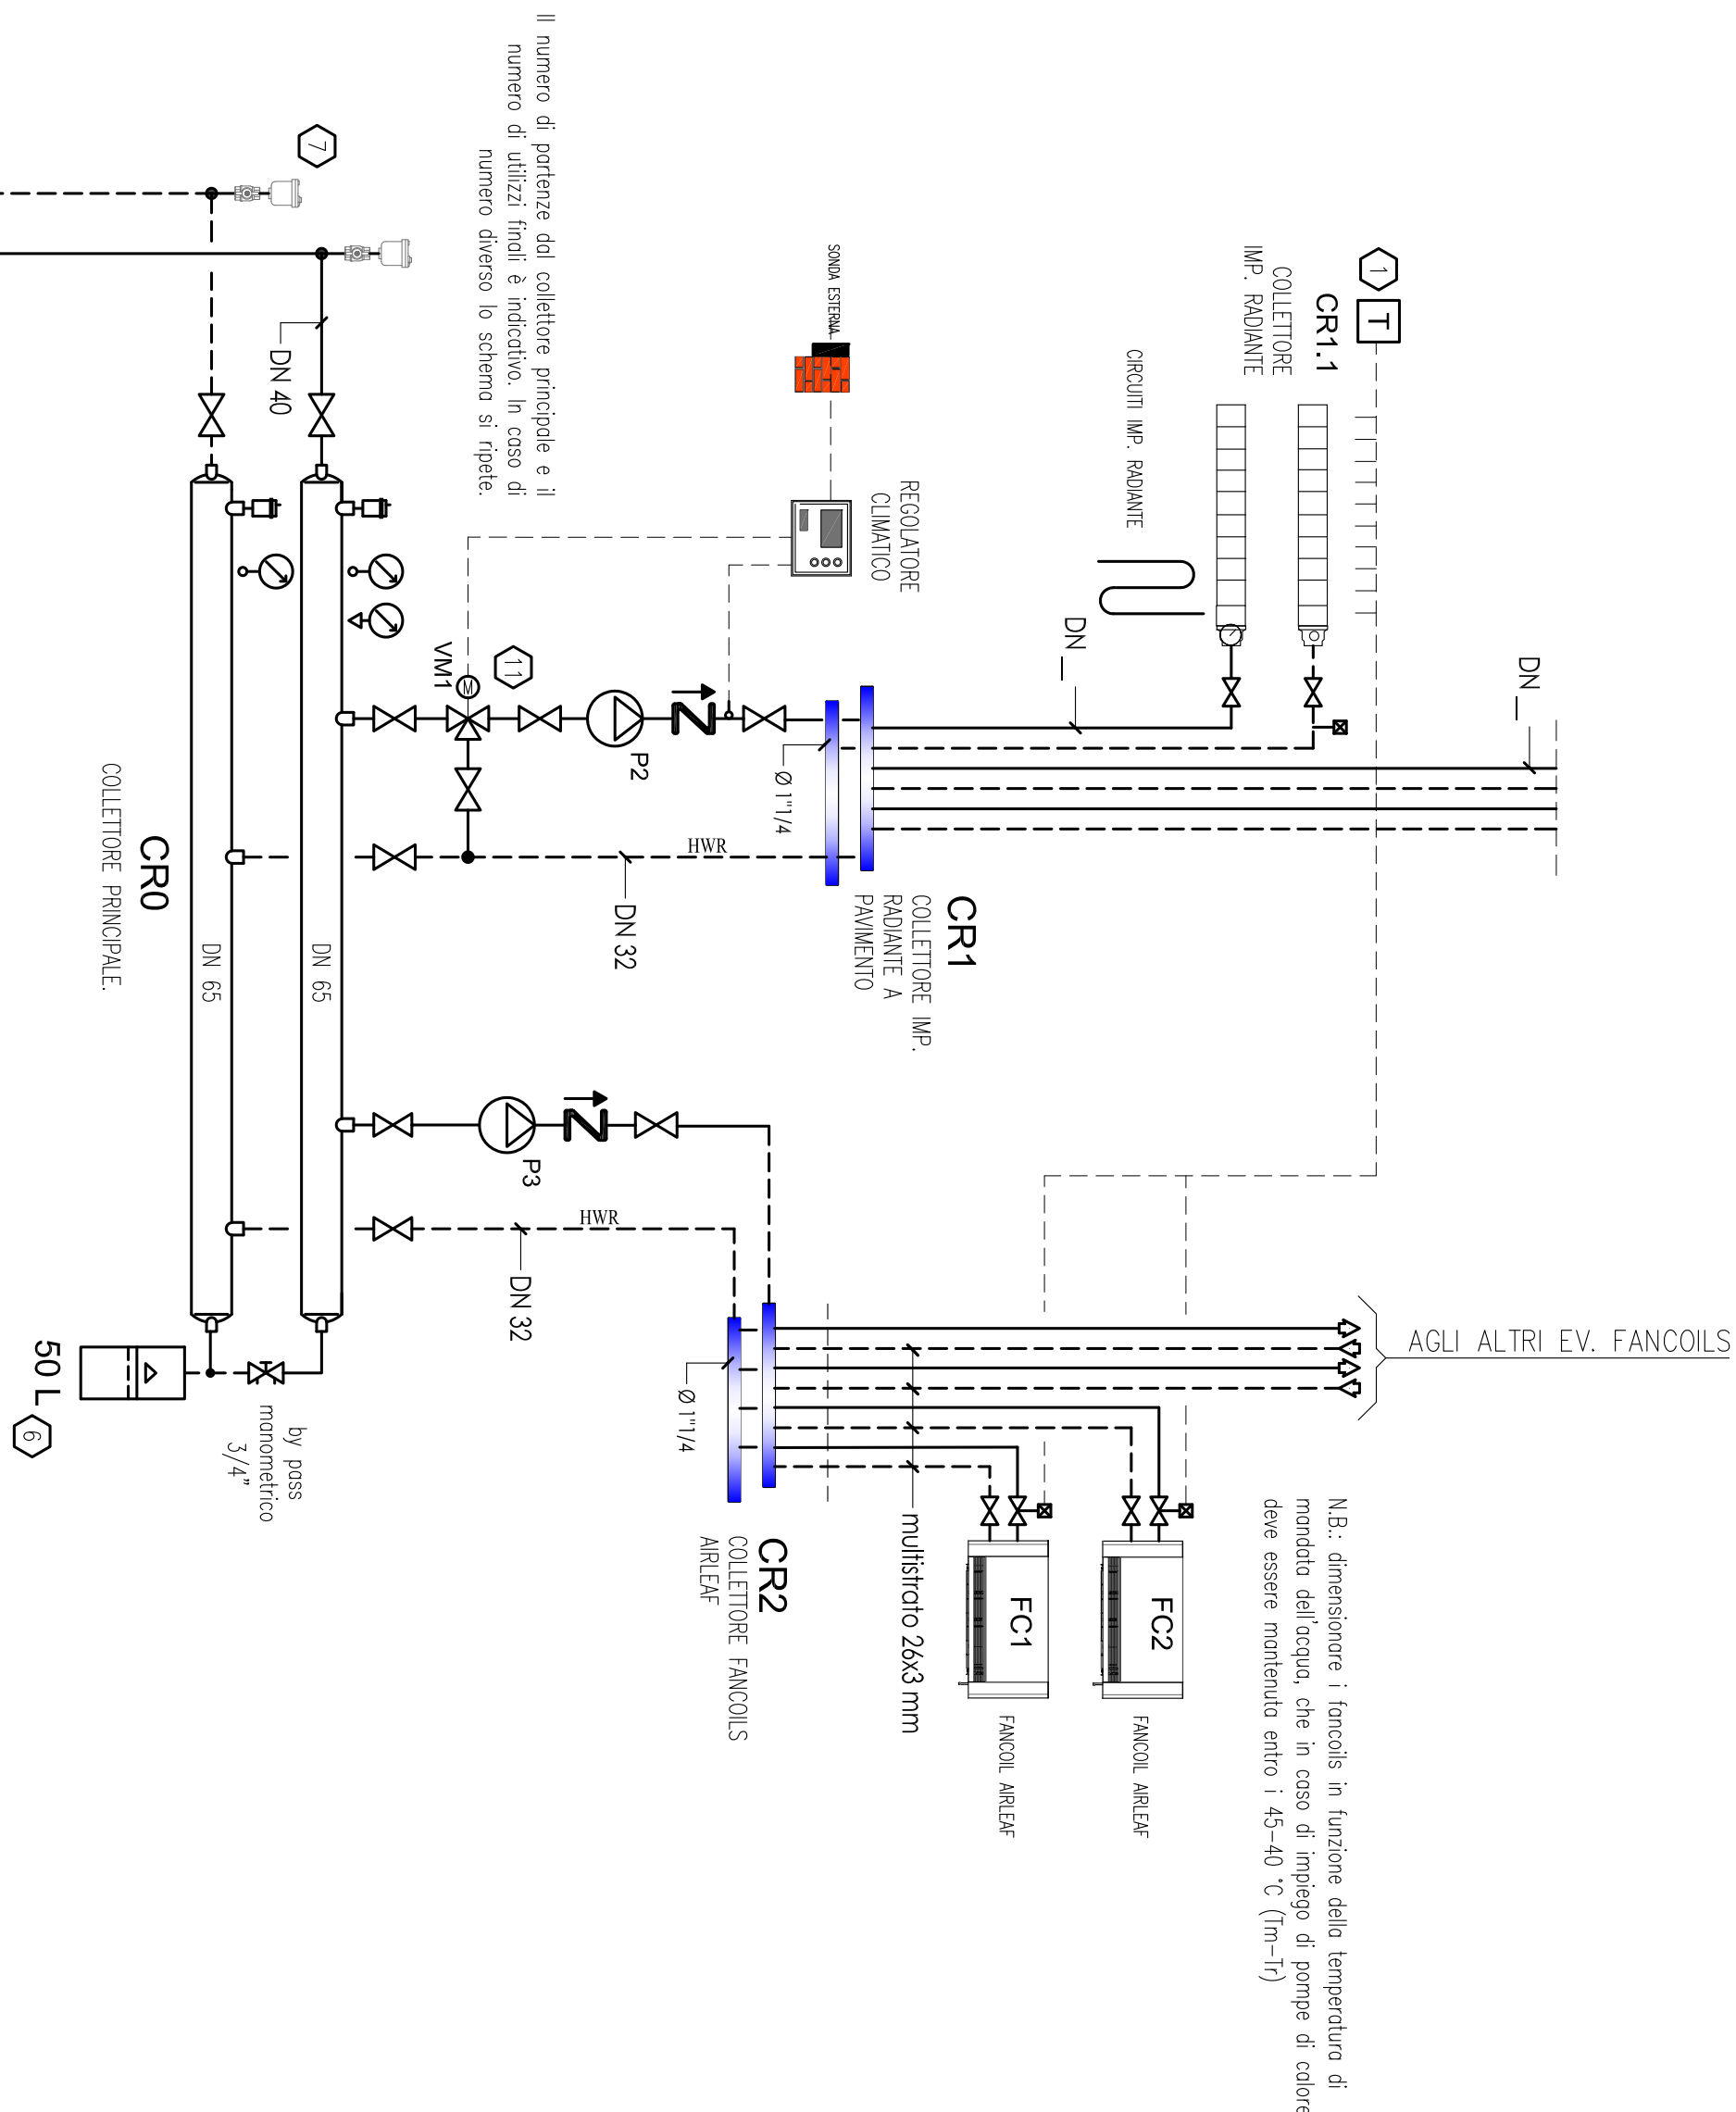 AGLI ALTRI EV. FANCOILS
DN _
1
T
CR1.1
COLLETTORE
IMP. RADIANTE
CIRCUITI IMP. RADIANTE
DN _
N.B.: dimensionare i fancoils in funzione della temperatura di
mandata dell'acqua, che in caso di impiego di pompe di calore
deve essere mantenuta entro i 45-40 °C (Tm-Tr)
FC2
FANCOIL AIRLEAF
FC1
FANCOIL AIRLEAF
multistrato 26x3 mm
SONDA ESTERNA
REGOLATORE
CLIMATICO
CR1
COLLETTORE IMP.
RADIANTE A
PAVIMENTO
Ø 1"1/4
CR2
COLLETTORE FANCOILS
AIRLEAF
Ø 1"1/4
HWR
DN 32
P2
HWR
DN 32
P3
11
VM1
M
Il numero di partenze dal collettore principale e il
numero di utilizzi finali è indicativo. In caso di
numero diverso lo schema si ripete.
7
DN 40
DN 65
DN 65
CR0
COLLETTORE PRINCIPALE.
by pass
manometrico
3/4"
50 L
6